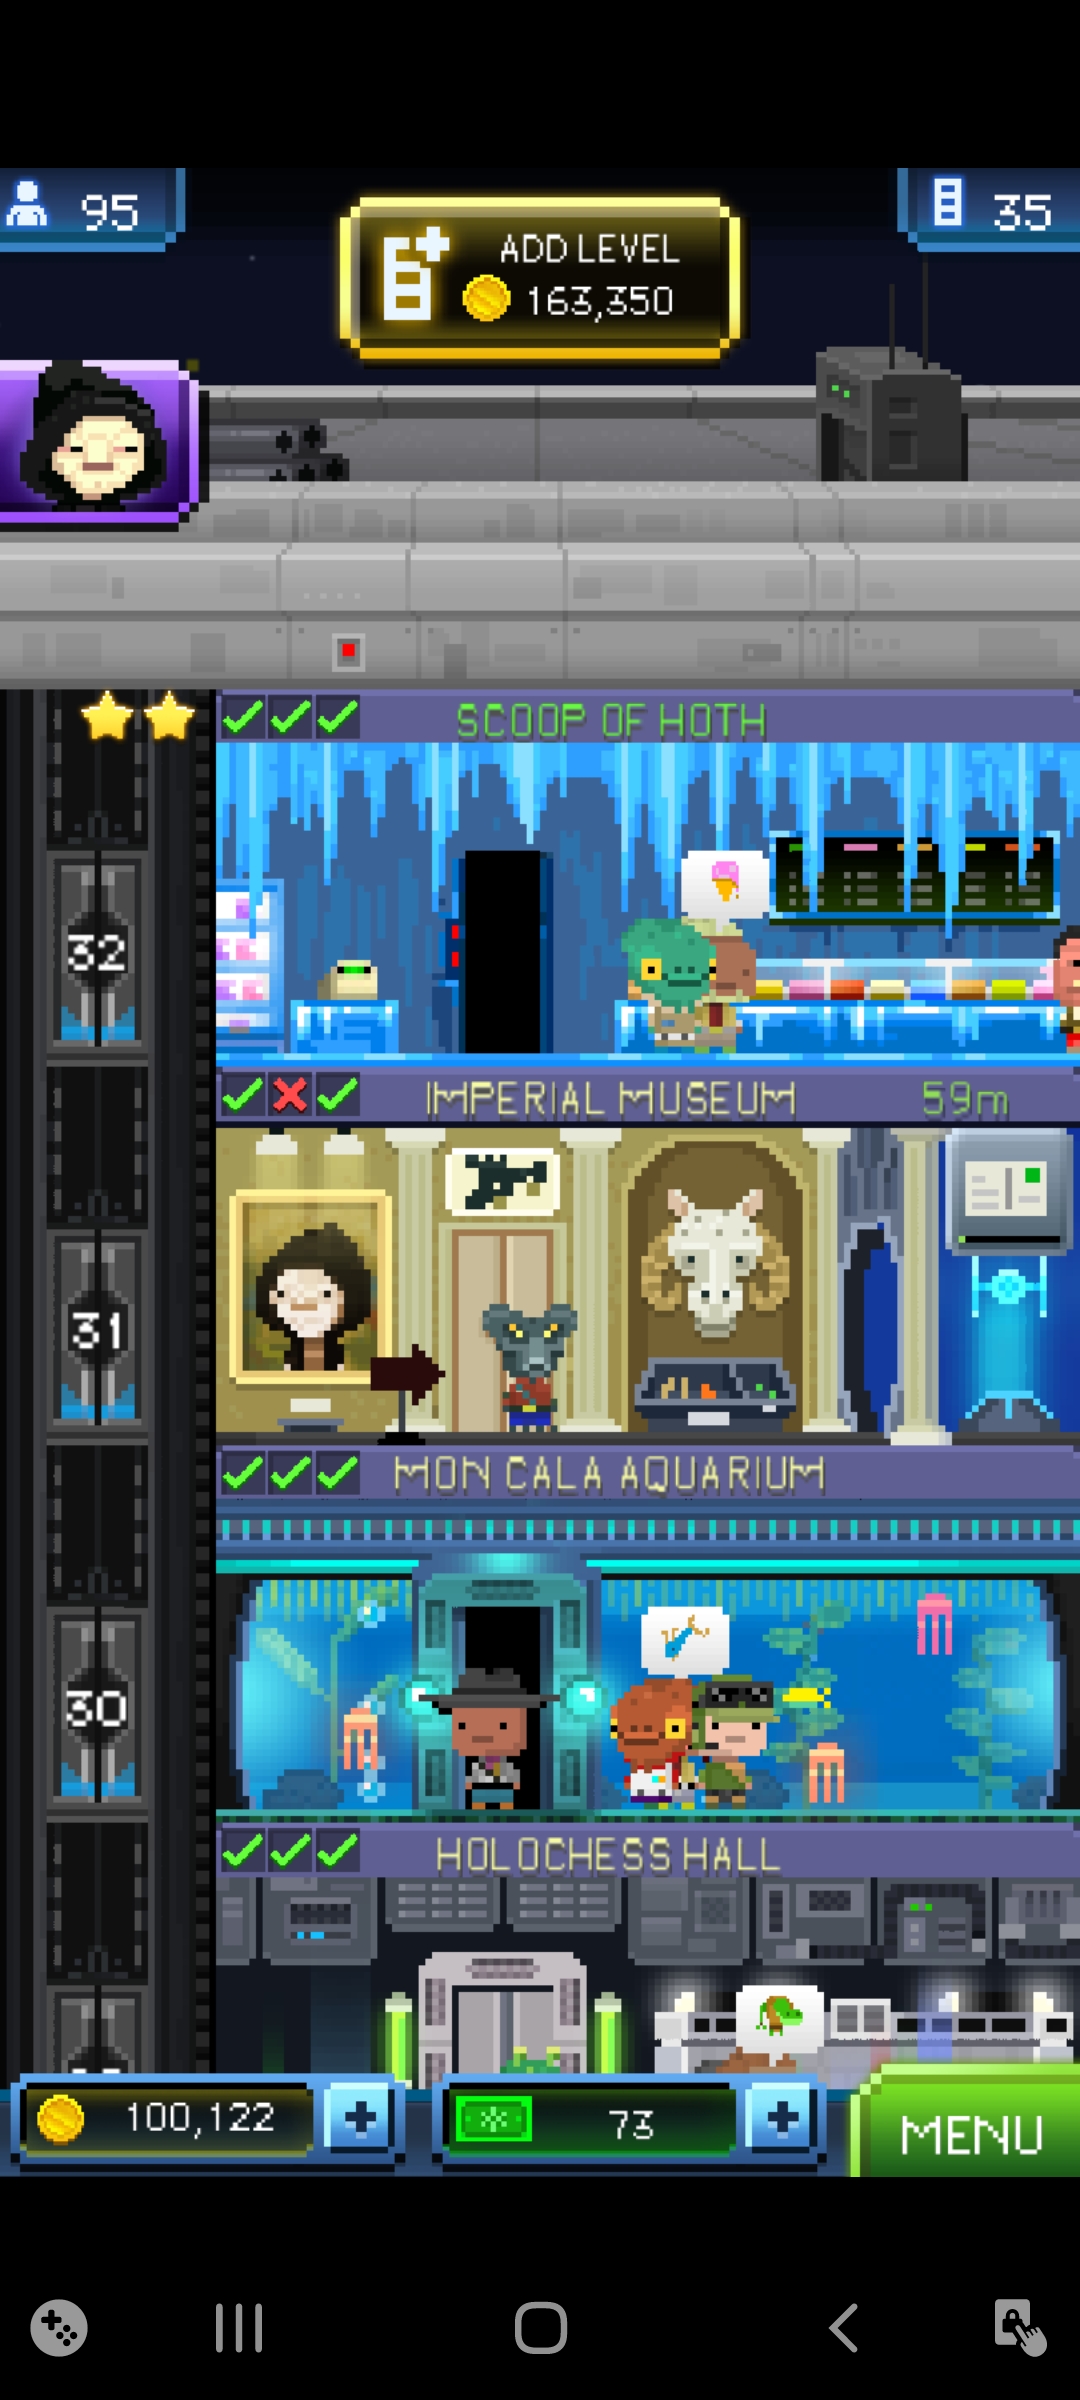 95
ADD LEVEL
163,350
35
SCOOP OF HOTH
32
IMPERIAL MUSEUM 59m
31
MON CALA AQUARIUM
30
HOLOCHESS HALL
100,122
73
MENU